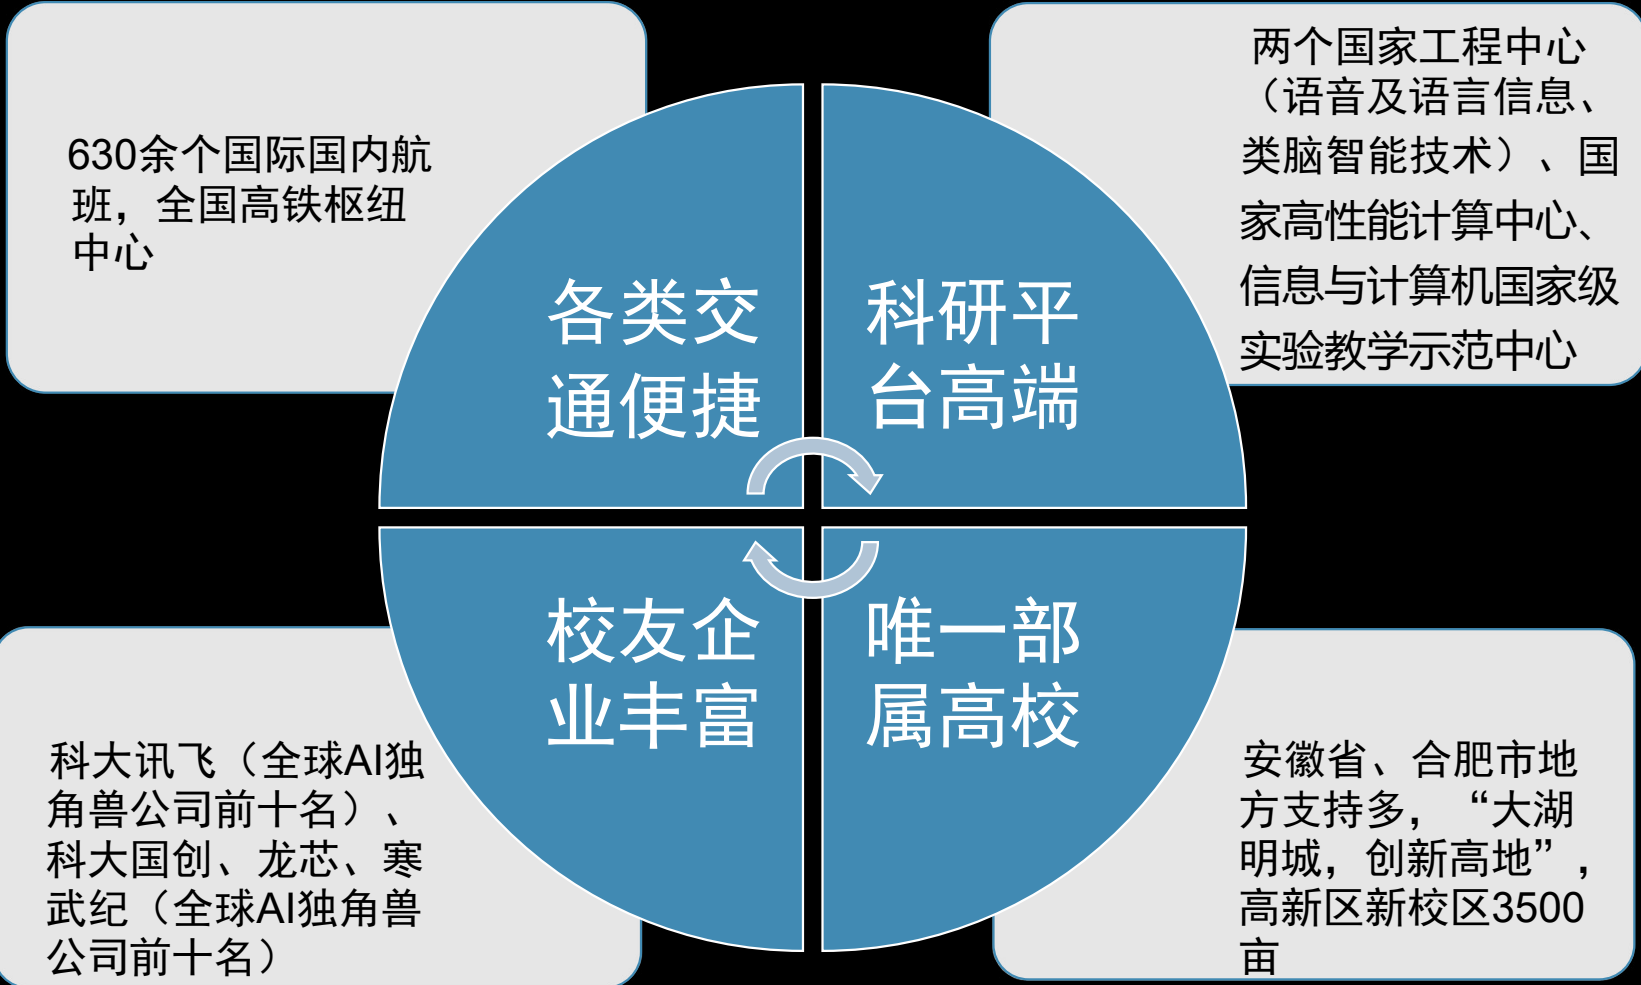 630余个国际国内航
班，全国高铁枢纽
中心
各类交
通便捷
两个国家工程中心
（语音及语言信息、
类脑智能技术）、国
家高性能计算中心、
信息与计算机国家级
实验教学示范中心
科研平
台高端
校友企
业丰富
科大讯飞（全球AI独
角兽公司前十名）、
科大国创、龙芯、寒
武纪（全球AI独角兽
公司前十名）
唯一部
属高校
安徽省、合肥市地
方支持多，“大湖
明城，创新高地”，
高新区新校区3500
亩